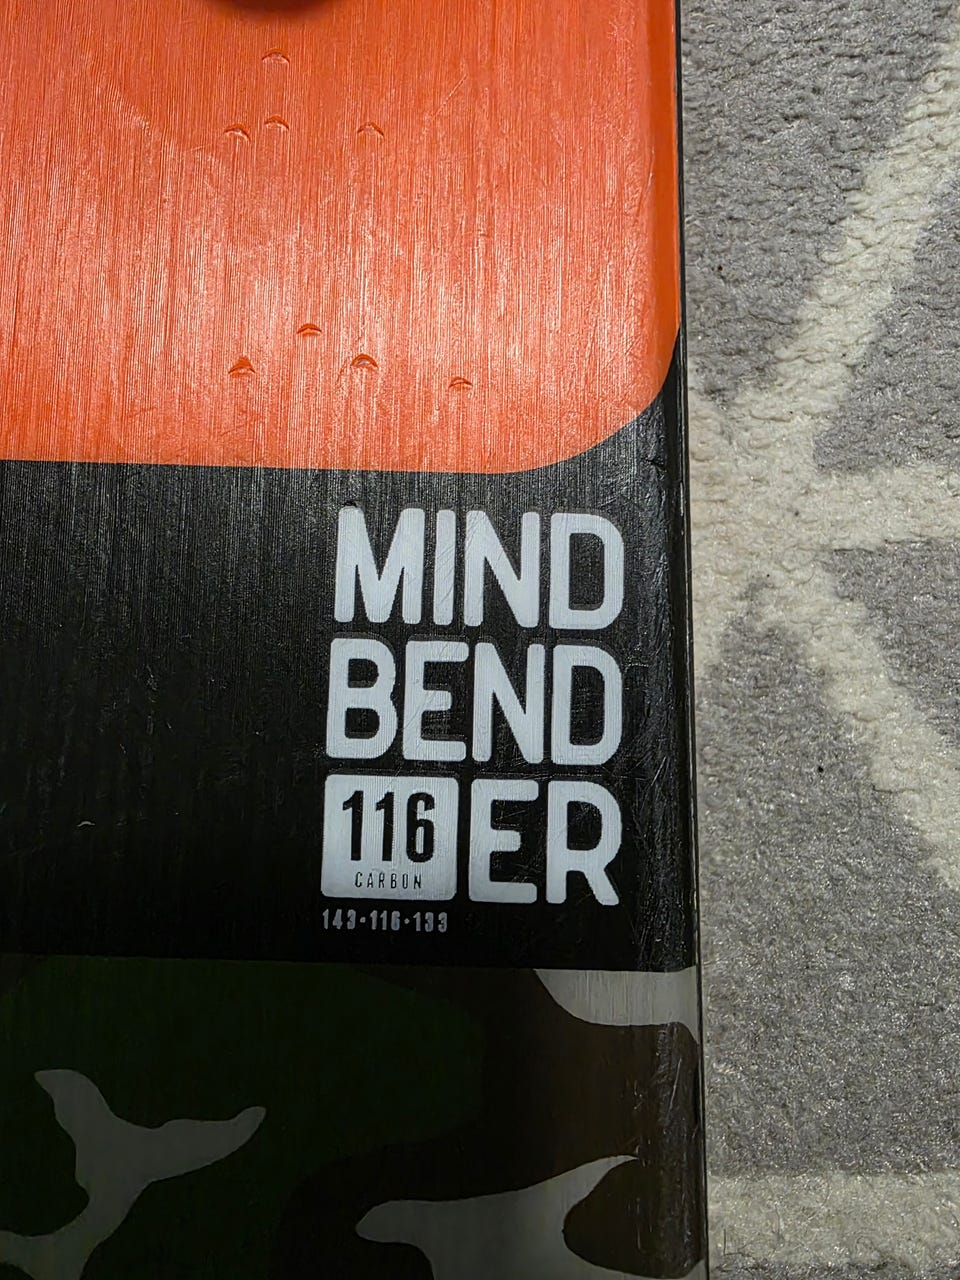 MIND
BEND
116 ER
CARBON
143•116•133